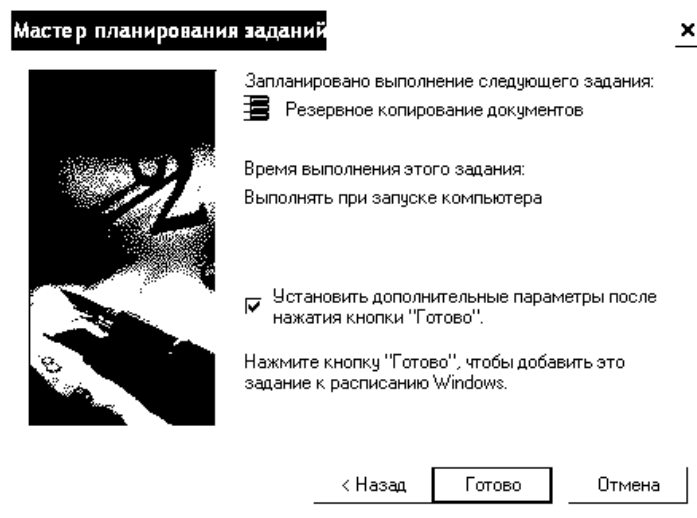 Мастер планирования заданий
Запланировано выполнение следующего задания:
Резервное копирование документов
Время выполнения этого задания:
Выполнять при запуске компьютера
Установить дополнительные параметры после
нажатия кнопки "Готово".
Нажмите кнопку "Готово", чтобы добавить это
задание к расписанию Windows.
< Назад Готово Отмена